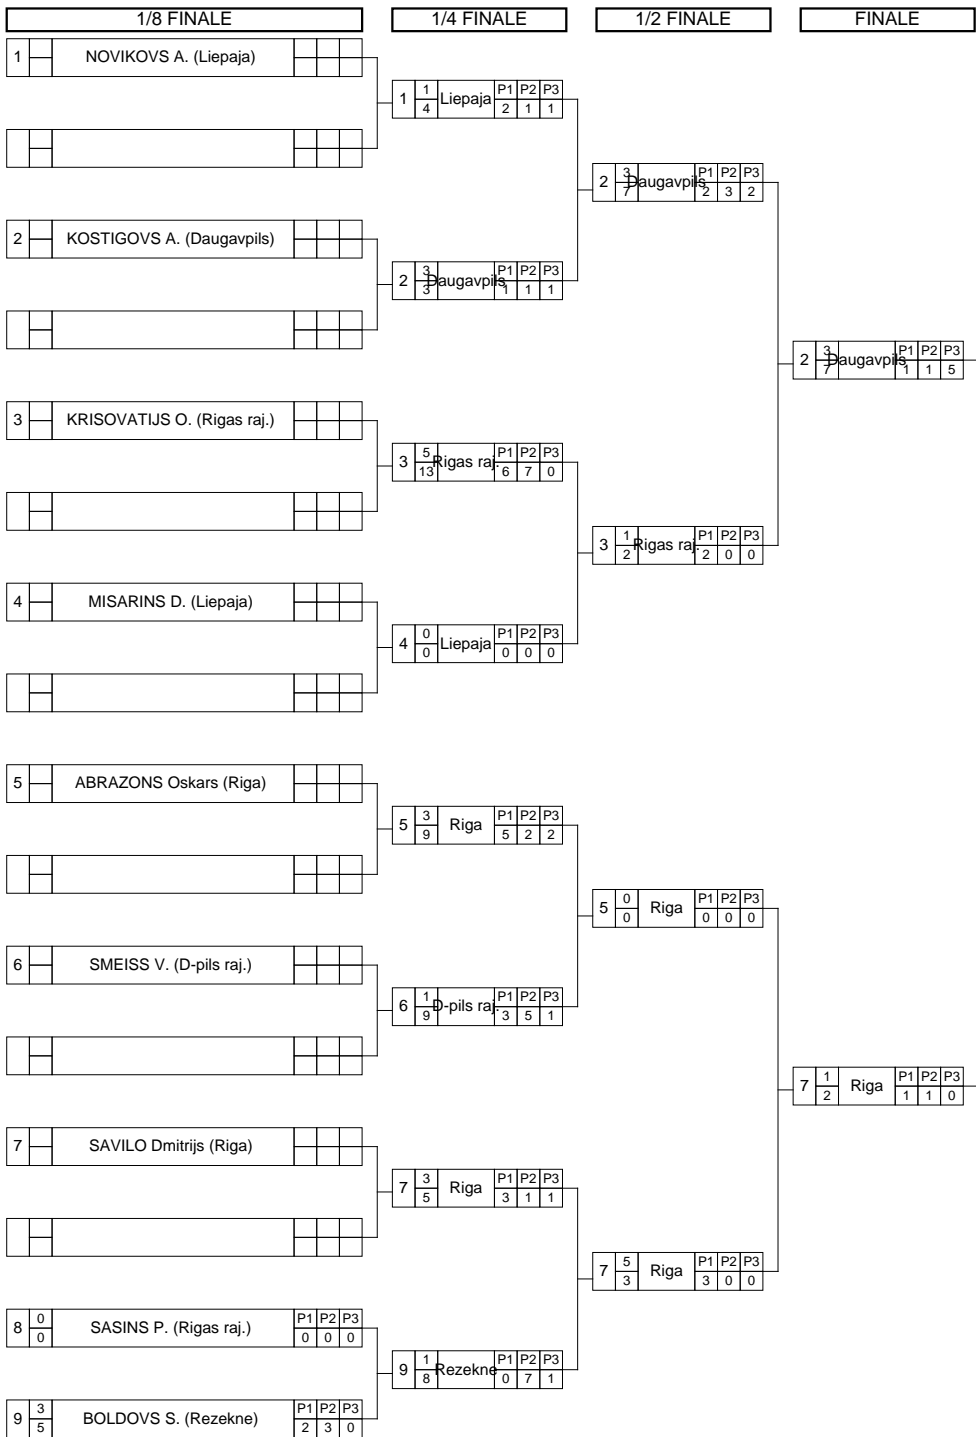 1/8 FINALE 1/4 FINALE 1/2 FINALE FINALE
1 NOVIKOVS A. (Liepaja)
1 1 Liepaja P1 P2 P3
4 2 1 1
2 3 Daugavpils P1 P2 P3
7 2 3 2
2 KOSTIGOVS A. (Daugavpils)
2 3 Daugavpils P1 P2 P3
3 1 1 1
2 3 Daugavpils P1 P2 P3
7 1 1 5
3 KRISOVATIJS O. (Rigas raj.)
3 5 Rigas raj. P1 P2 P3
13 6 7 0
3 1 Rigas raj. P1 P2 P3
2 2 0 0
4 MISARINS D. (Liepaja)
4 0 Liepaja P1 P2 P3
0 0 0 0
5 ABRAZONS Oskars (Riga)
5 3 Riga P1 P2 P3
9 5 2 2
5 0 Riga P1 P2 P3
0 0 0 0
6 SMEISS V. (D-pils raj.)
6 1 D-pils raj. P1 P2 P3
9 3 5 1
7 1 Riga P1 P2 P3
2 1 1 0
7 SAVILO Dmitrijs (Riga)
7 3 Riga P1 P2 P3
5 3 1 1
7 5 Riga P1 P2 P3
3 3 0 0
8 0 SASINS P. (Rigas raj.) P1 P2 P3
0 0 0 0
9 1 Rezekne P1 P2 P3
8 0 7 1
9 3 BOLDOVS S. (Rezekne) P1 P2 P3
5 2 3 0